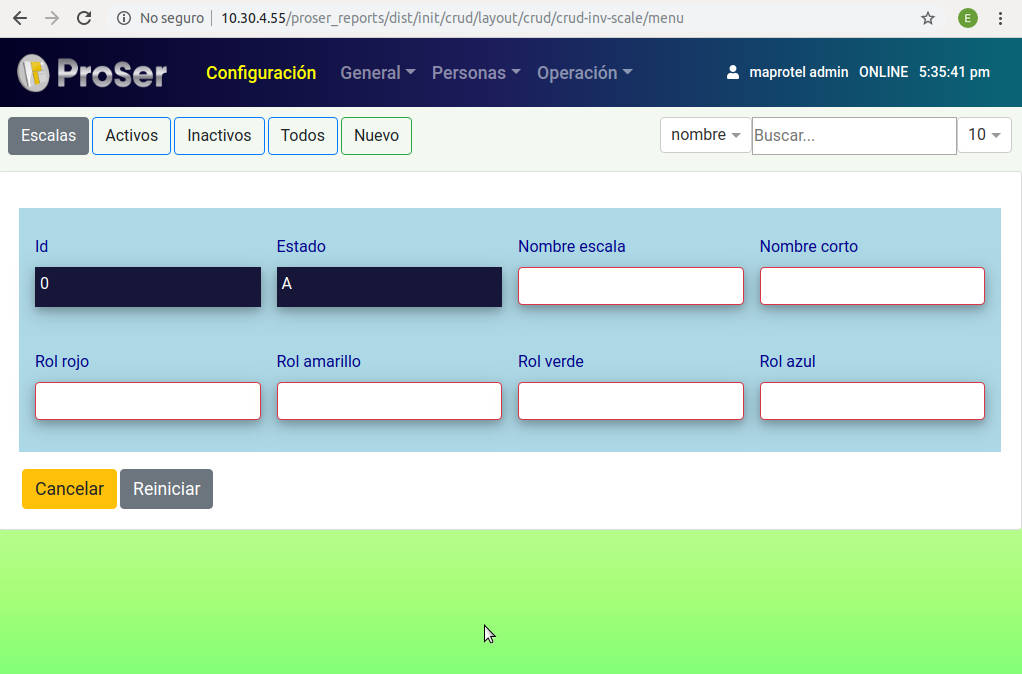 No seguro 10.30.4.55/proser_reports/dist/init/crud/layout/crud/crud-inv-scale/menu E
ProSer Configuración General Personas Operación maprotel admin ONLINE 5:35:41 pm
Escalas Activos Inactivos Todos Nuevo nombre Buscar... 10
Id Estado Nombre escala Nombre corto
0 A
Rol rojo Rol amarillo Rol verde Rol azul
Cancelar Reiniciar